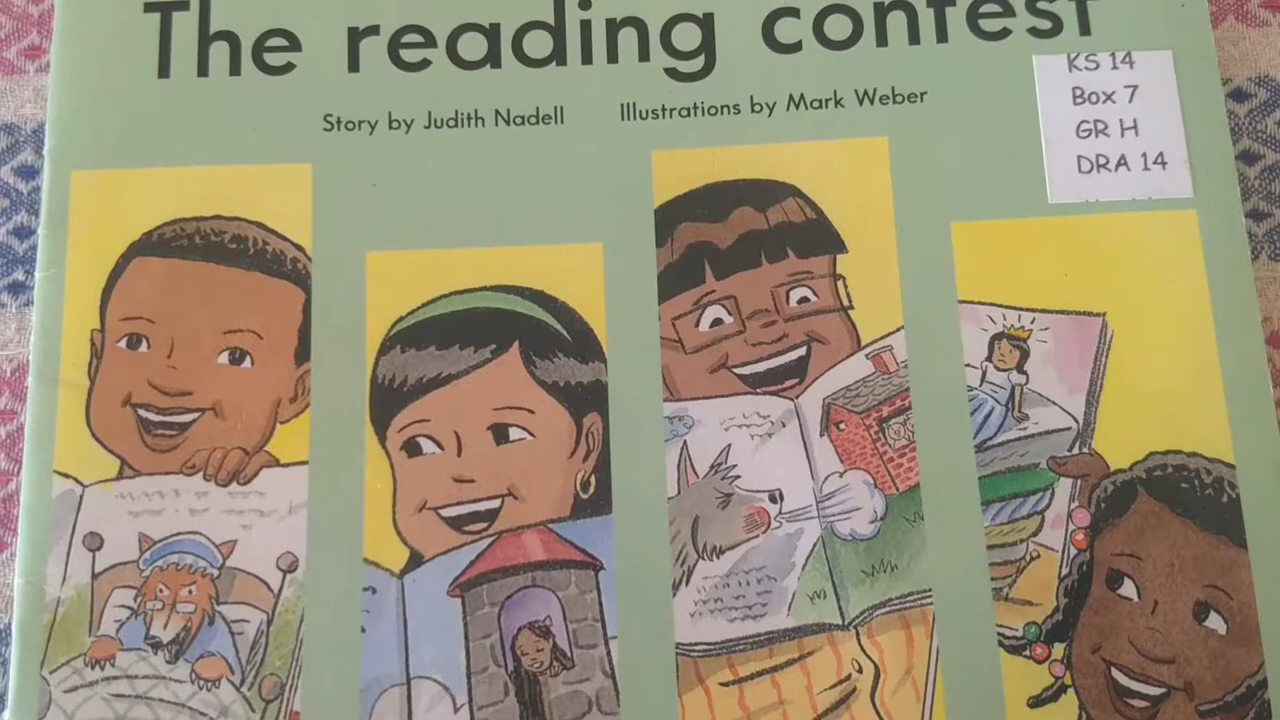 The reading contest
Story by Judith Nadell Illustrations by Mark Weber
KS 14
Box 7
GR H
DRA 14